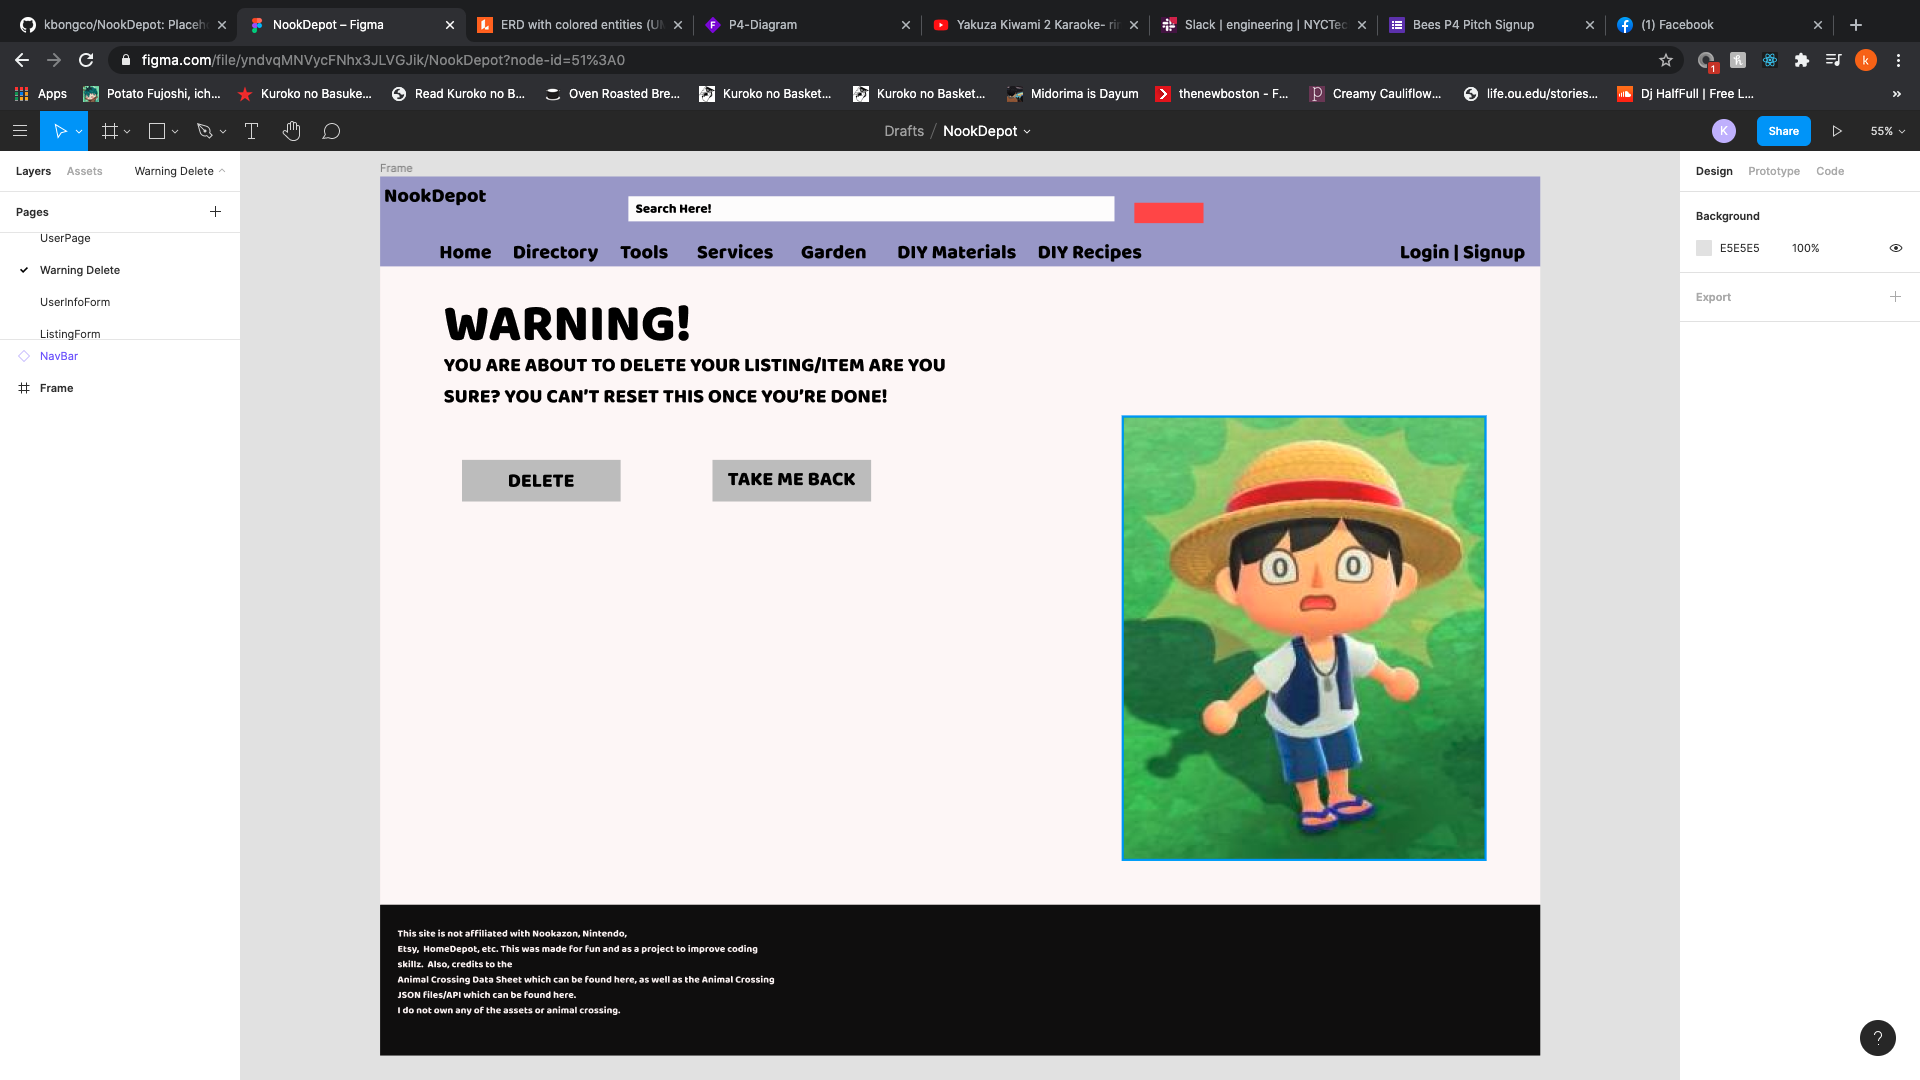 kbongco/NookDepot: Placeh
NookDepot – Figma
ERD with colored entities (U
P4-Diagram
Yakuza Kiwami 2 Karaoke- ri
Slack | engineering | NYCTec
Bees P4 Pitch Signup
(1) Facebook
figma.com/file/yndvqMNVycFNhx3JLVGJik/NookDepot?node-id=51%3A0
1
k
Apps
Potato Fujoshi, ich...
Kuroko no Basuke...
Read Kuroko no B...
Oven Roasted Bre...
Kuroko no Basket...
Kuroko no Basket...
Midorima is Dayum
thenewboston - F...
Creamy Cauliflow...
life.ou.edu/stories...
Dj HalfFull | Free L...
»
Drafts / NookDepot
K
Share
55%
Layers
Assets
Warning Delete
Pages
UserPage
Warning Delete
UserInfoForm
ListingForm
NavBar
Frame
Frame
NookDepot
Search Here!
Home
Directory
Tools
Services
Garden
DIY Materials
DIY Recipes
Login | Signup
WARNING!
YOU ARE ABOUT TO DELETE YOUR LISTING/ITEM ARE YOU
SURE? YOU CAN'T RESET THIS ONCE YOU'RE DONE!
DELETE
TAKE ME BACK
This site is not affiliated with Nookazon, Nintendo,
Etsy, HomeDepot, etc. This was made for fun and as a project to improve coding
skillz. Also, credits to the
Animal Crossing Data Sheet which can be found here, as well as the Animal Crossing
JSON files/API which can be found here.
I do not own any of the assets or animal crossing.
Design
Prototype
Code
Background
E5E5E5
100%
Export
?